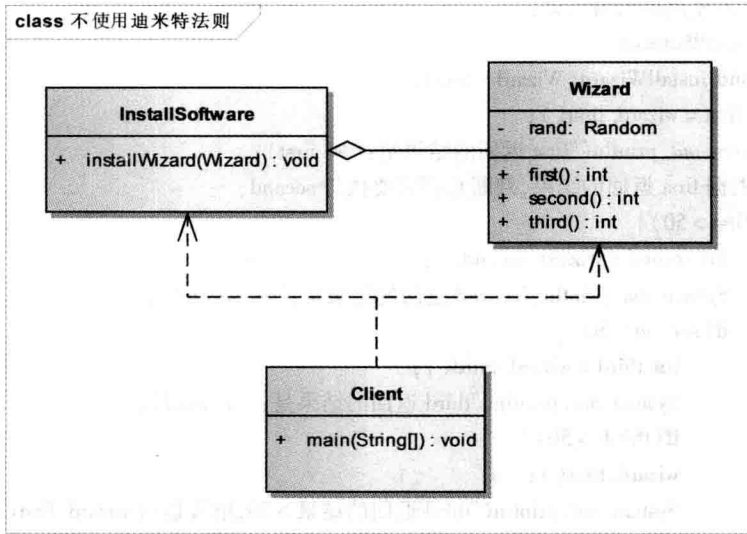 class 不使用迪米特法则
InstallSoftware
+ installWizard(Wizard) : void
Wizard
- rand: Random
+ first() : int
+ second() : int
+ third() : int
Client
+ main(String[]) : void